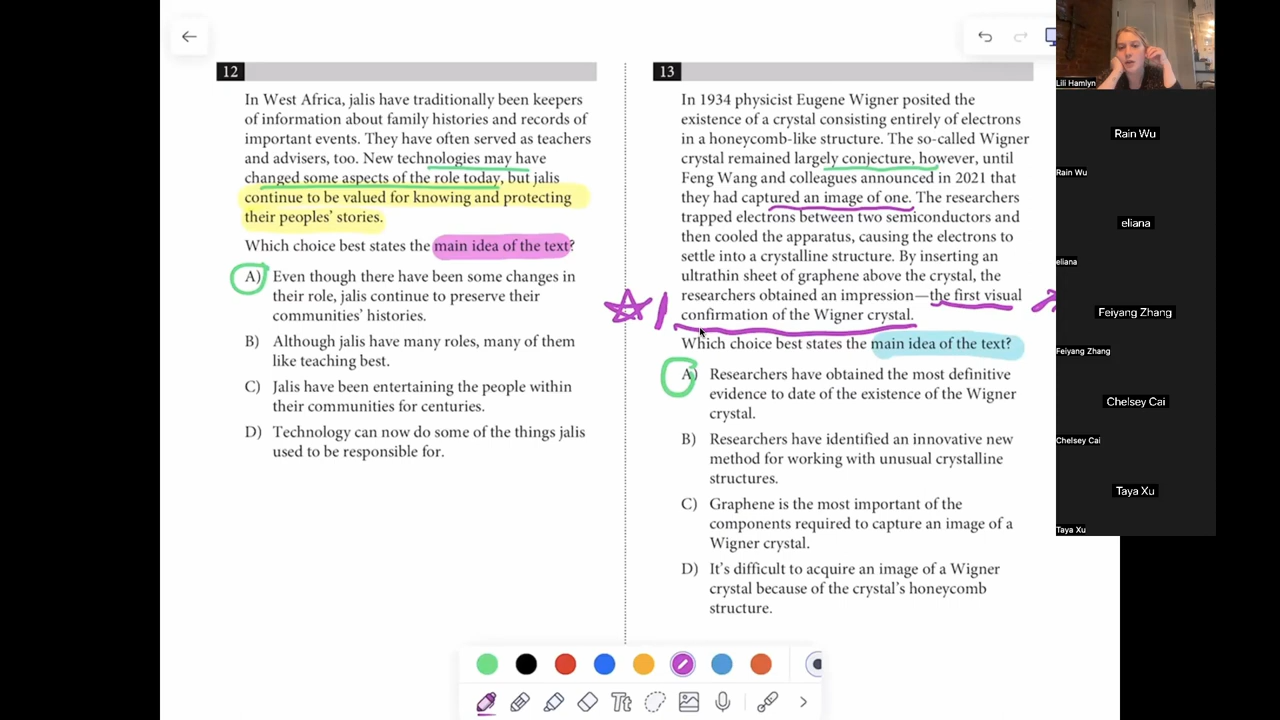 12
In West Africa, jalis have traditionally been keepers
of information about family histories and records of
important events. They have often served as teachers
and advisers, too. New technologies may have
changed some aspects of the role today, but jalis
continue to be valued for knowing and protecting
their peoples' stories.
Which choice best states the main idea of the text?
A) Even though there have been some changes in
their role, jalis continue to preserve their
communities' histories.
B) Although jalis have many roles, many of them
like teaching best.
C) Jalis have been entertaining the people within
their communities for centuries.
D) Technology can now do some of the things jalis
used to be responsible for.
13
In 1934 physicist Eugene Wigner posited the
existence of a crystal consisting entirely of electrons
in a honeycomb-like structure. The so-called Wigner
crystal remained largely conjecture, however, until
Feng Wang and colleagues announced in 2021 that
they had captured an image of one. The researchers
trapped electrons between two semiconductors and
then cooled the apparatus, causing the electrons to
settle into a crystalline structure. By inserting an
ultrathin sheet of graphene above the crystal, the
researchers obtained an impression—the first visual
confirmation of the Wigner crystal.
Which choice best states the main idea of the text?
A) Researchers have obtained the most definitive
evidence to date of the existence of the Wigner
crystal.
B) Researchers have identified an innovative new
method for working with unusual crystalline
structures.
C) Graphene is the most important of the
components required to capture an image of a
Wigner crystal.
D) It's difficult to acquire an image of a Wigner
crystal because of the crystal's honeycomb
structure.
Tt
Lili Hamlyn
Rain Wu
Rain Wu
eliana
eliana
Feiyang Zhang
Feiyang Zhang
Chelsey Cai
Chelsey Cai
Taya Xu
Taya Xu